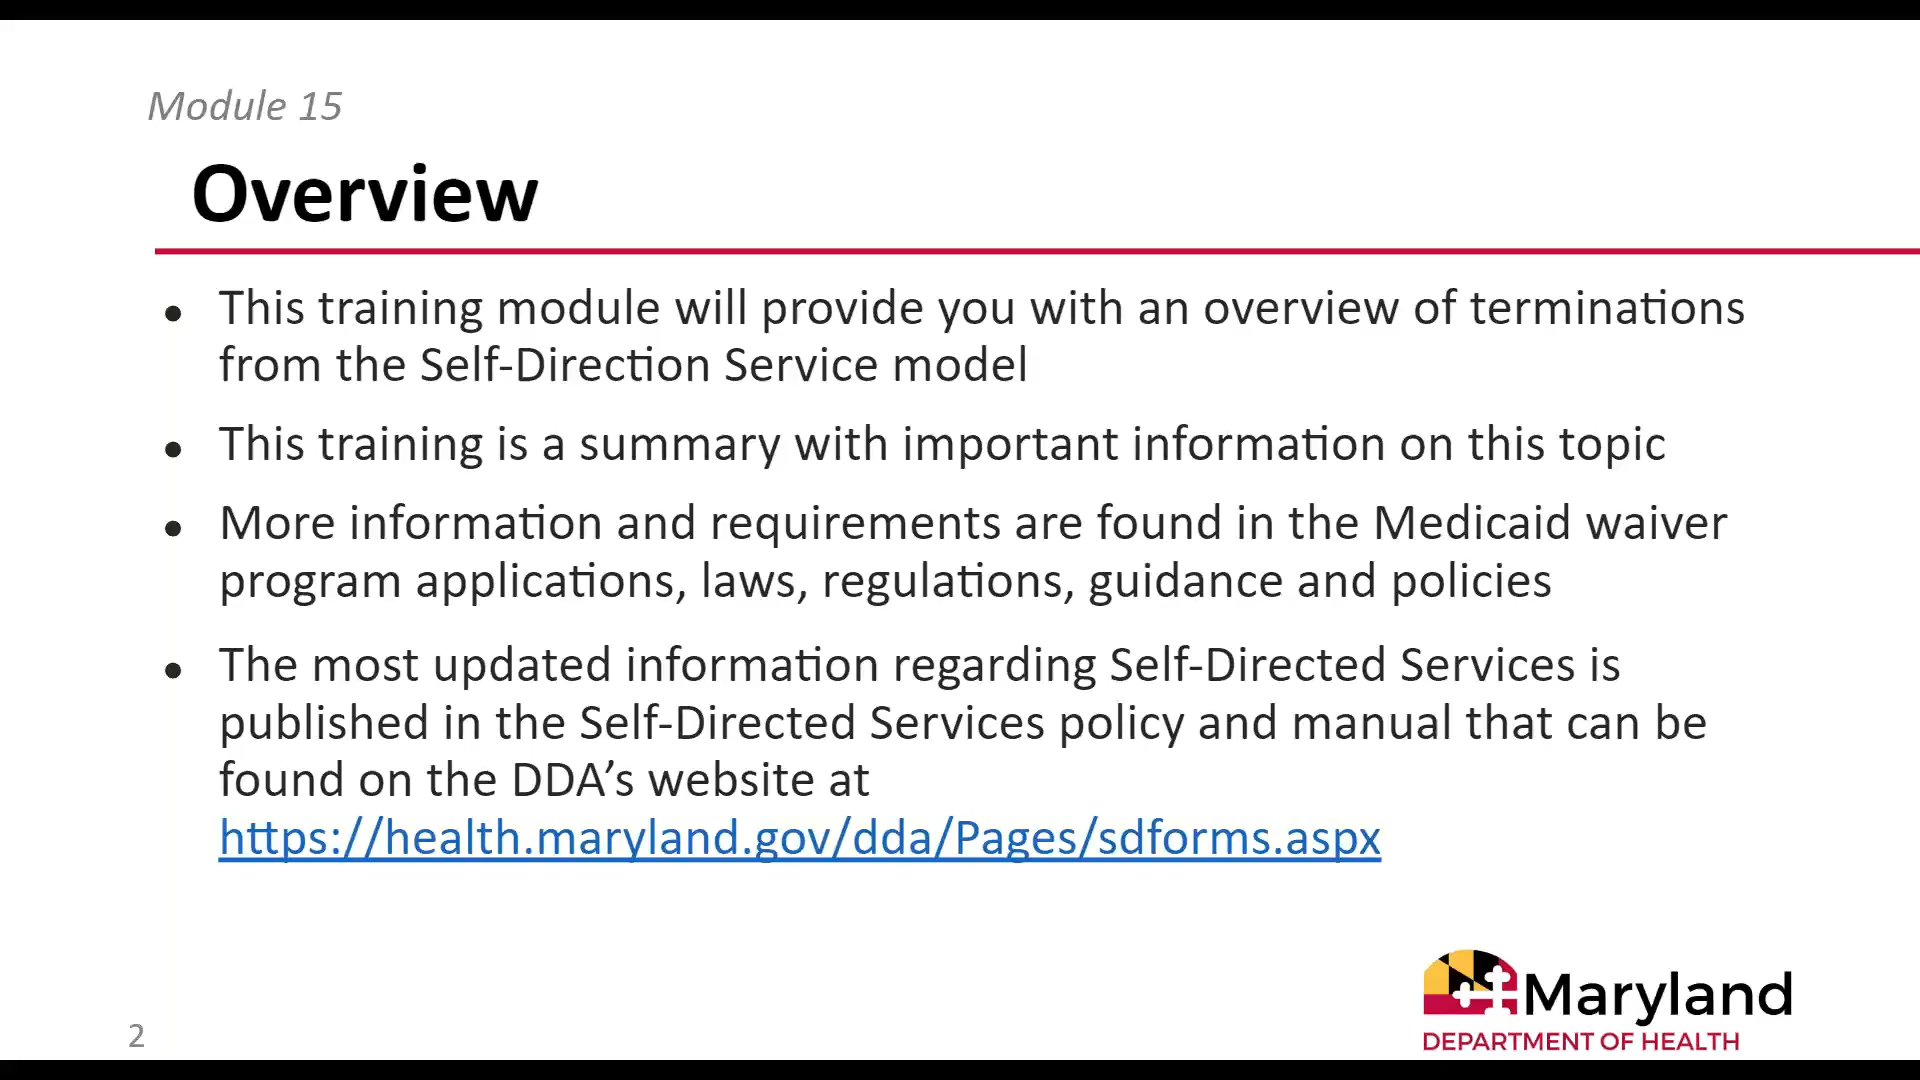 Module 15
Overview
• This training module will provide you with an overview of terminations
from the Self-Direction Service model
• This training is a summary with important information on this topic
• More information and requirements are found in the Medicaid waiver
program applications, laws, regulations, guidance and policies
• The most updated information regarding Self-Directed Services is
published in the Self-Directed Services policy and manual that can be
found on the DDA’s website at
https://health.maryland.gov/dda/Pages/sdforms.aspx
Maryland
DEPARTMENT OF HEALTH
2